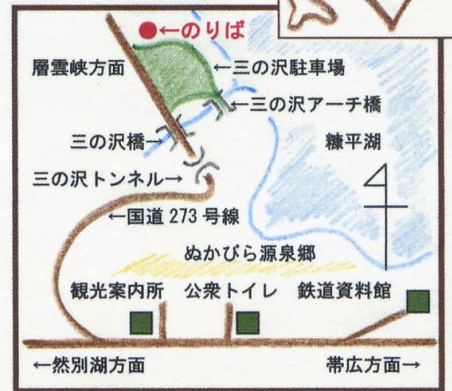 ←のりば
層雲峡方面
←三の沢駐車場
←三の沢アーチ橋
三の沢橋→
三の沢トンネル→
糠平湖
←国道273号線
ぬかびら源泉郷
観光案内所 公衆トイレ 鉄道資料館
←然別湖方面 帯広方面→